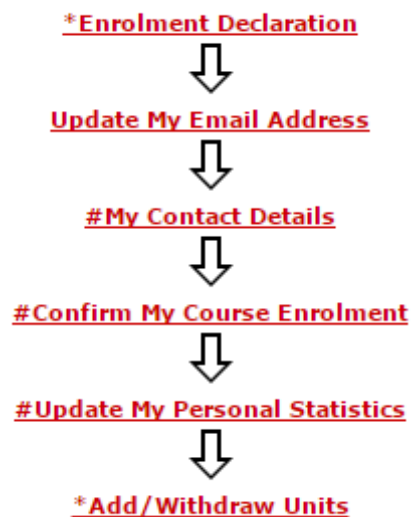 *Enrolment Declaration
Update My Email Address
#My Contact Details
#Confirm My Course Enrolment
#Update My Personal Statistics
*Add/Withdraw Units